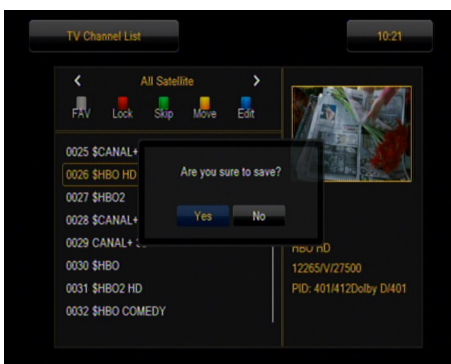 TV Channel List
10:21
All Satellite
FAV Lock Skip Move Edit
0025 $CANAL+
0026 $HBO HD
0027 $HBO2
0028 $CANAL+
0029 CANAL+
0030 $HBO
0031 $HBO2 HD
0032 $HBO COMEDY
Are you sure to save?
Yes No
HBO HD
12265/V/27500
PID: 401/412Dolby D/401